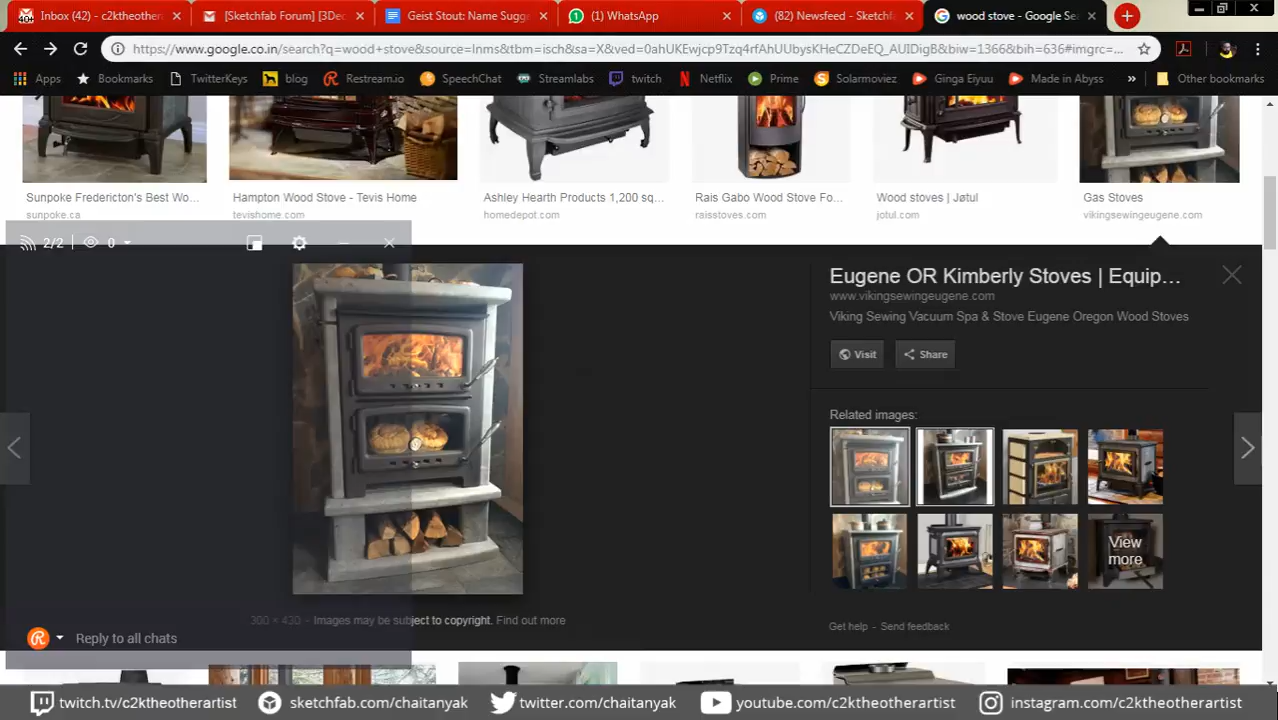 Inbox (42) - c2ktheother
[Sketchfab Forum] [3Dec
Geist Stout: Name Sugg
(1) WhatsApp
(82) Newsfeed - Sketchf
wood stove - Google Sea
https://www.google.co.in/search?q=wood+stove&source=lnms&tbm=isch&sa=X&ved=0ahUKEwjcp9Tzq4rfAhUUbysKHeCZDeEQ_AUIDigB&biw=1366&bih=636#imgrc=...
Apps
Bookmarks
TwitterKeys
blog
Restream.io
SpeechChat
Streamlabs
twitch
Netflix
Prime
Solarmoviez
Ginga Eiyuu
Made in Abyss
»
Other bookmarks
Sunpoke Fredericton's Best Wo...
Hampton Wood Stove - Tevis Home
Ashley Hearth Products 1,200 sq...
Rais Gabo Wood Stove Fo...
Wood stoves | Jøtul
Gas Stoves
sunpoke.ca
tevishome.com
homedepot.com
raisstoves.com
jotul.com
vikingsewingeugene.com
2/2
0
Eugene OR Kimberly Stoves | Equip...
www.vikingsewingeugene.com
Viking Sewing Vacuum Spa & Stove Eugene Oregon Wood Stoves
Visit
Share
Related images:
View more
300 × 430 - Images may be subject to copyright. Find out more
Get help - Send feedback
Reply to all chats
twitch.tv/c2ktheotherartist
sketchfab.com/chaitanyak
twitter.com/chaitanyak
youtube.com/c2ktheotherartist
instagram.com/c2ktheotherartist